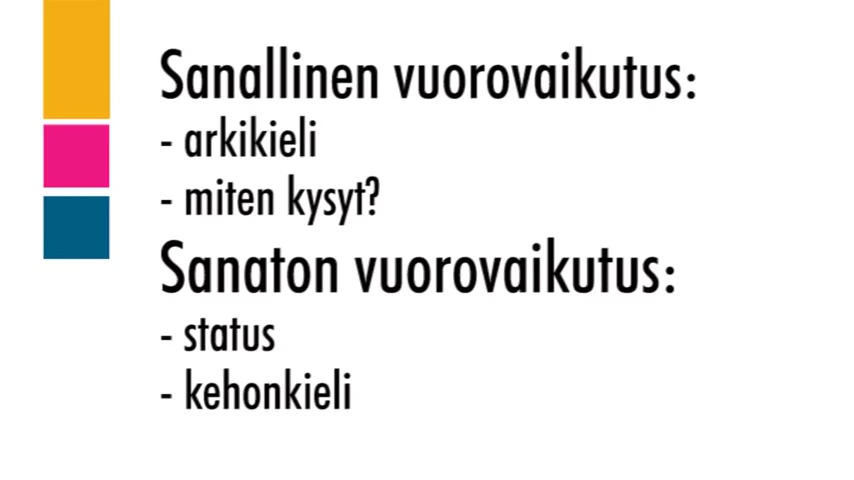 Sanallinen vuorovaikutus:
- arkikieli
- miten kysyt?
Sanaton vuorovaikutus:
- status
- kehonkieli